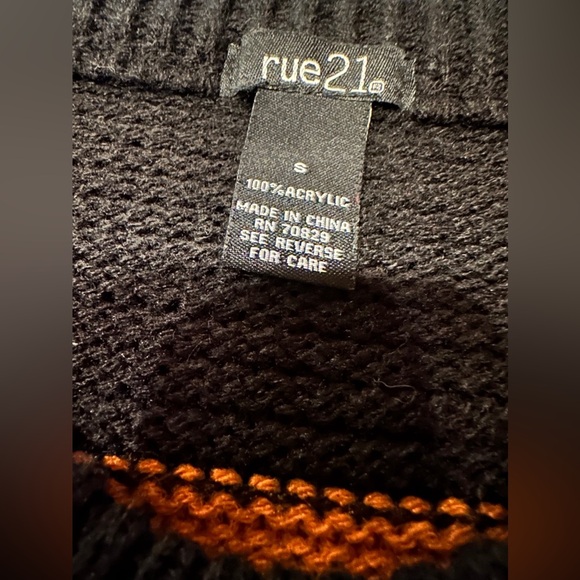 rue21®
S
100% ACRYLIC
MADE IN CHINA
RN 70829
SEE REVERSE
FOR CARE